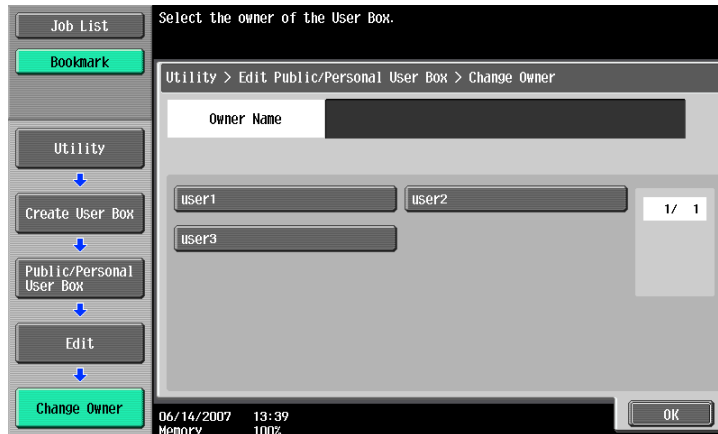 Job List
Bookmark
Utility
Create User Box
Public/Personal
User Box
Edit
Change Owner
Select the owner of the User Box.
Utility > Edit Public/Personal User Box > Change Owner
Owner Name
user1
user2
1/ 1
user3
06/14/2007 13:39
Memory 100%
OK